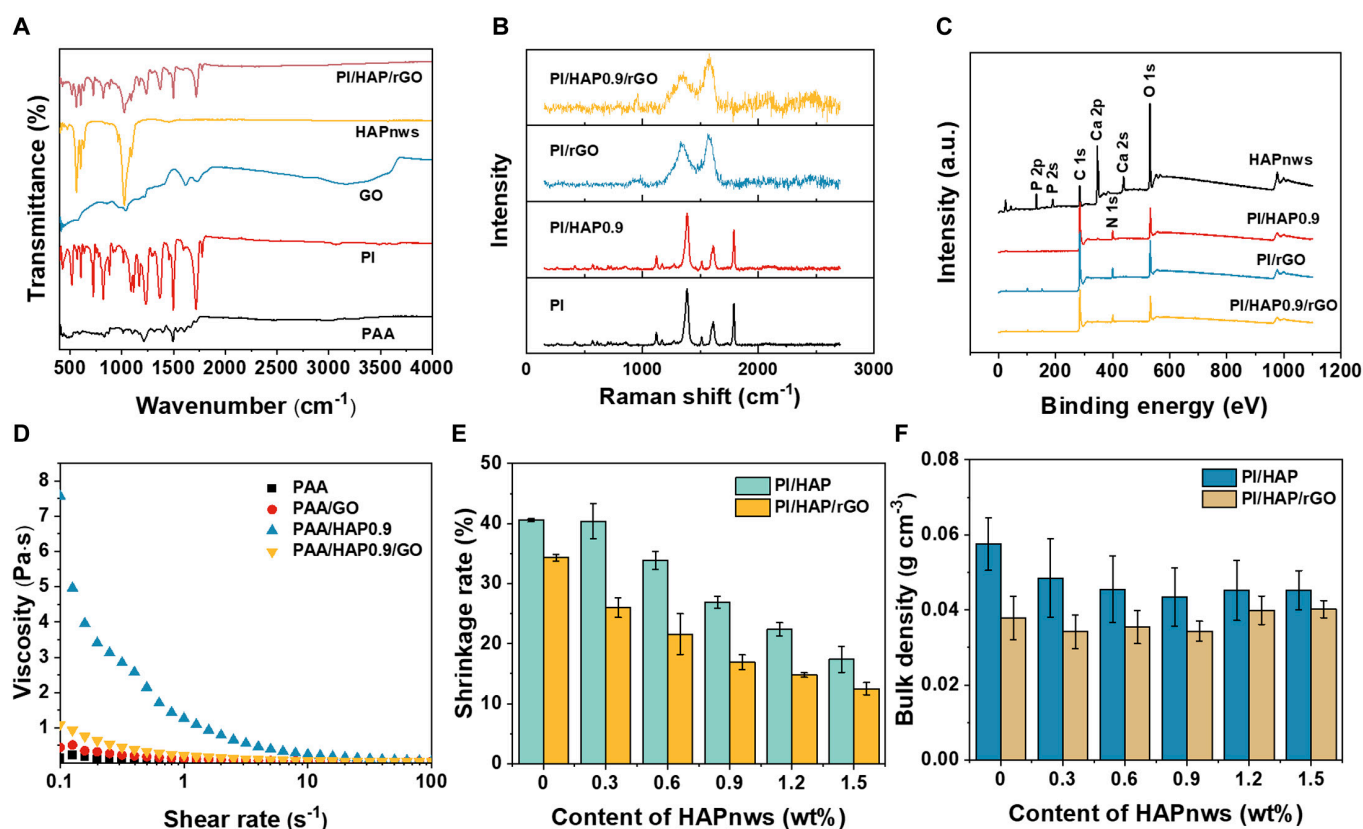 A
Transmittance (%)
PI/HAP/rGO
HAPnws
GO
PI
PAA
500 1000 1500 2000 2500 3000 3500 4000
Wavenumber (cm-1)
B
Intensity
PI/HAP0.9/rGO
PI/rGO
PI/HAP0.9
PI
0 1000 2000 3000
Raman shift (cm-1)
C
Intensity (a.u.)
P 2p
P 2s
C 1s
Ca 2p
Ca 2s
O 1s
N 1s
HAPnws
PI/HAP0.9
PI/rGO
PI/HAP0.9/rGO
0 200 400 600 800 1000 1200
Binding energy (eV)
D
Viscosity (Pa·s)
8
7
6
5
4
3
2
1
PAA
PAA/GO
PAA/HAP0.9
PAA/HAP0.9/GO
0.1 1 10 100
Shear rate (s-1)
E
Shrinkage rate (%)
50
40
30
20
10
0
PI/HAP
PI/HAP/rGO
0 0.3 0.6 0.9 1.2 1.5
Content of HAPnws (wt%)
F
Bulk density (g cm-3)
0.08
0.06
0.04
0.02
0.00
PI/HAP
PI/HAP/rGO
0 0.3 0.6 0.9 1.2 1.5
Content of HAPnws (wt%)